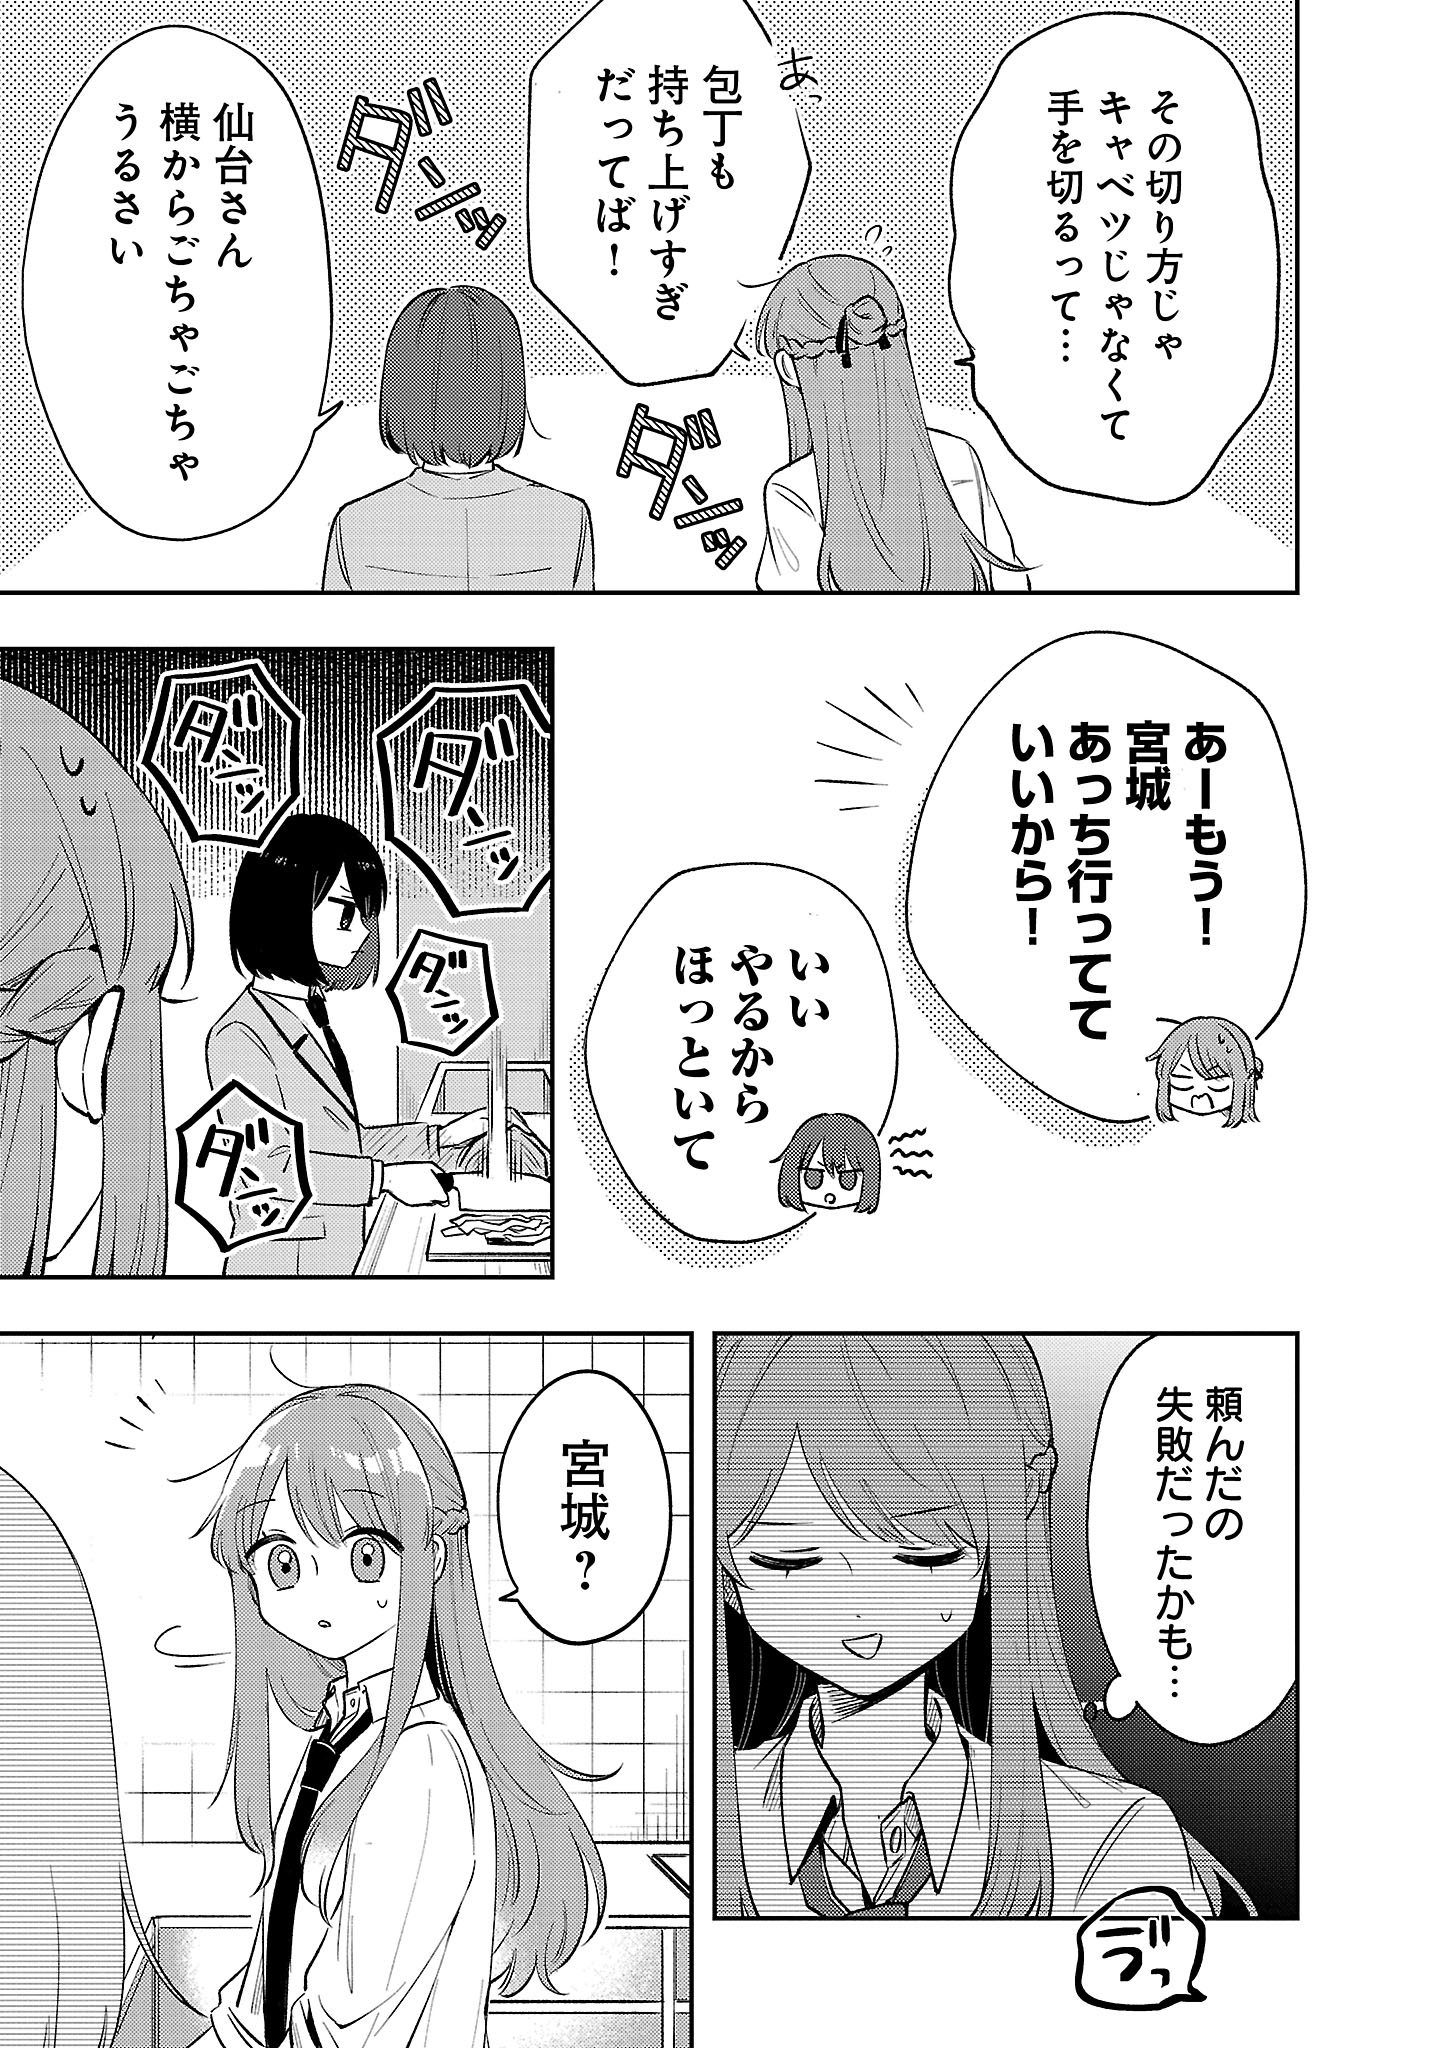 その切り方じゃ
キャベツじゃなくて
手を切るって…
あっ
包丁も
持ち上げすぎ
だってば！
ダンッ
ダンッ
仙台さん
横からごちゃごちゃ
うるさい
あーもう！
宮城
あっち行ってて
いいから！
いい
やるから
ほっといて
ダンッ
ダンッ
ダンッ
ダンッ
頼んだの
失敗だったかも…
ゔっ
宮城？